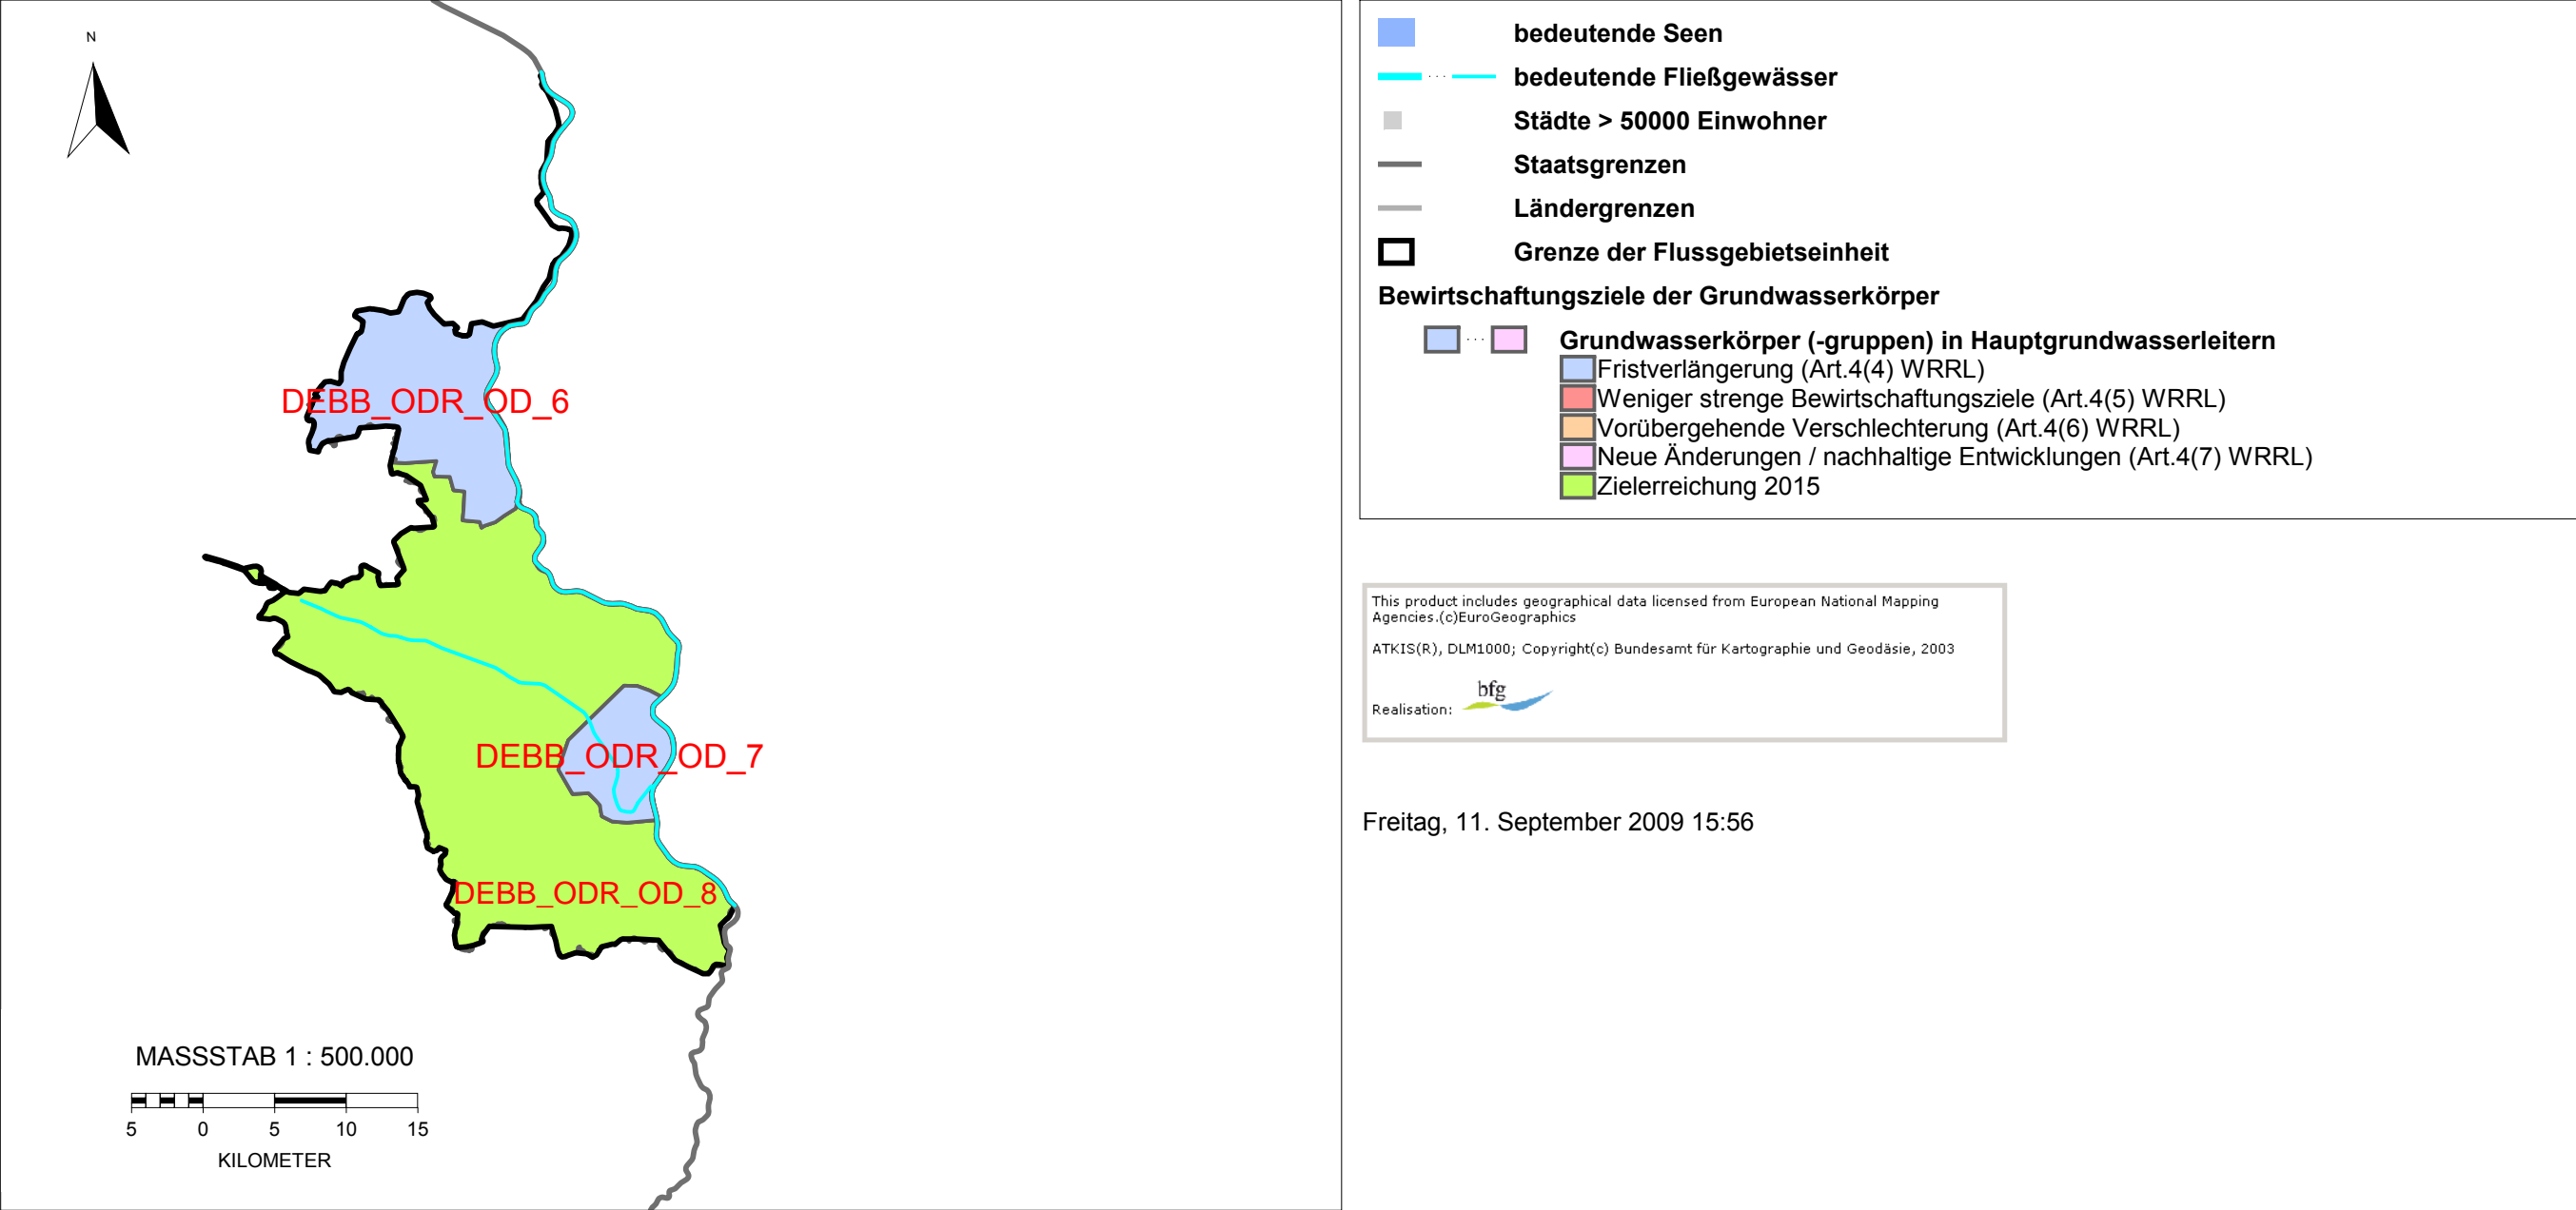 N
DEBB_ODR_OD_6
DEBB_ODR_OD_7
DEBB_ODR_OD_8
MASSSTAB 1 : 500.000
5 0 5 10 15
KILOMETER
bedeutende Seen
bedeutende Fließgewässer
Städte > 50000 Einwohner
Staatsgrenzen
Ländergrenzen
Grenze der Flussgebietseinheit
Bewirtschaftungsziele der Grundwasserkörper
Grundwasserkörper (-gruppen) in Hauptgrundwasserleitern
Fristverlängerung (Art.4(4) WRRL)
Weniger strenge Bewirtschaftungsziele (Art.4(5) WRRL)
Vorübergehende Verschlechterung (Art.4(6) WRRL)
Neue Änderungen / nachhaltige Entwicklungen (Art.4(7) WRRL)
Zielerreichung 2015
This product includes geographical data licensed from European National Mapping
Agencies.(c)EuroGeographics
ATKIS(R), DLM1000; Copyright(c) Bundesamt für Kartographie und Geodäsie, 2003
bfg
Realisation:
Freitag, 11. September 2009 15:56